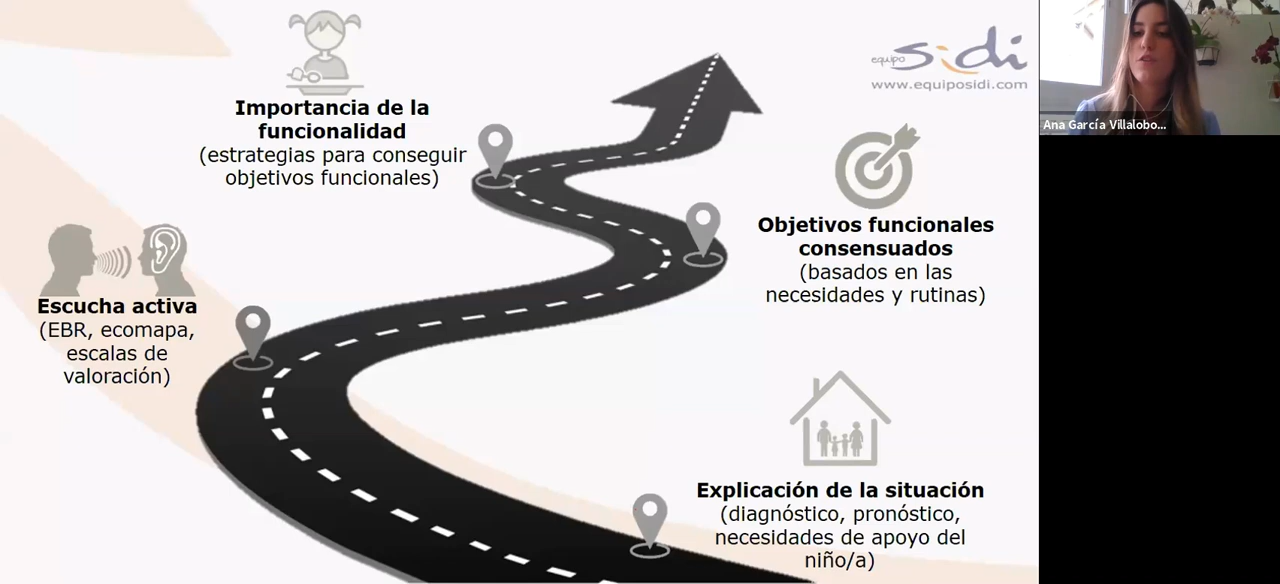 Importancia de la
funcionalidad
(estrategias para conseguir
objetivos funcionales)
equipo sidi
www.equiposidi.com
Ana García Villalobo...
Objetivos funcionales
consensuados
(basados en las
necesidades y rutinas)
Escucha activa
(EBR, ecomapa,
escalas de
valoración)
Explicación de la situación
(diagnóstico, pronóstico,
necesidades de apoyo del
niño/a)